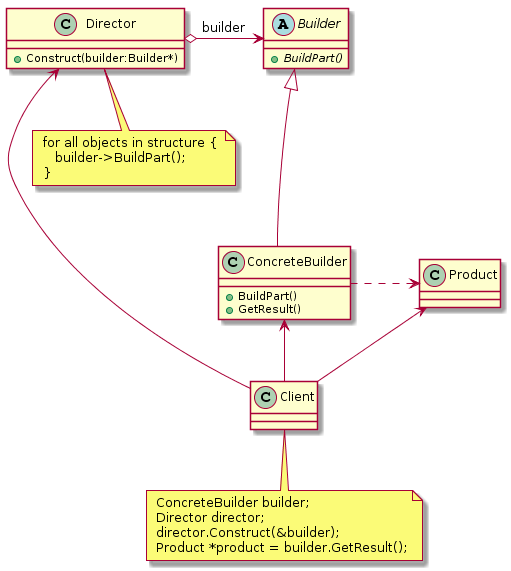 C Director
+ Construct(builder:Builder*)
builder
A Builder
BuildPart()
for all objects in structure {
builder->BuildPart();
}
C ConcreteBuilder
BuildPart()
GetResult()
C Product
C Client
ConcreteBuilder builder;
Director director;
director.Construct(&builder);
Product *product = builder.GetResult();